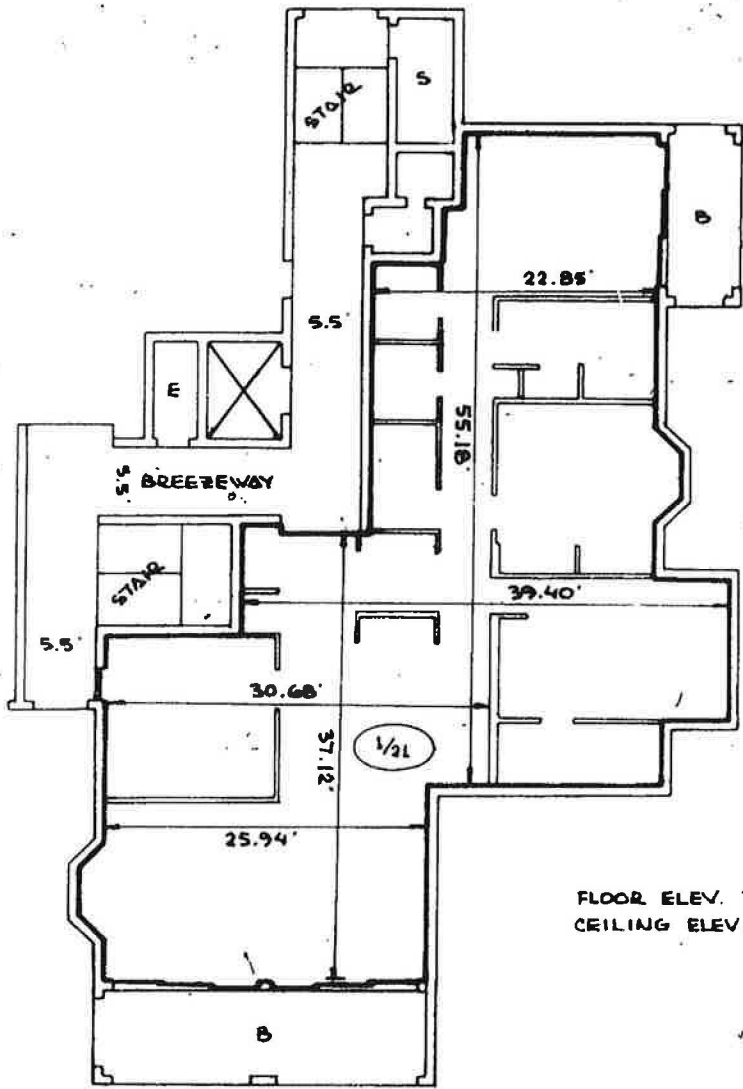 S
STAIR
B
22.85'
5.5'
E
55.18'
5.5'
BREEZEWAY
STAIR
39.40'
5.5'
30.68'
37.12'
1/21
25.94'
FLOOR ELEV.
CEILING ELEV
B